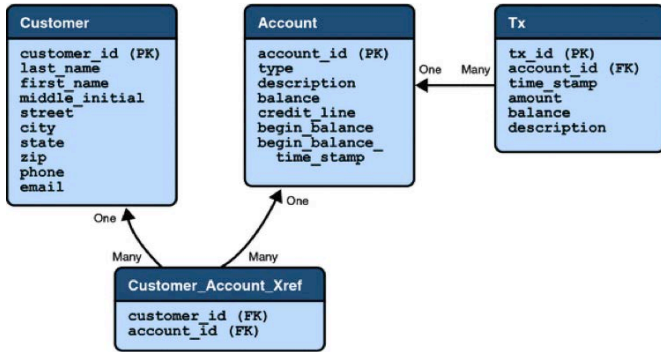 Customer
customer_id (PK)
last_name
first_name
middle_initial
street
city
state
zip
phone
email
Account
account_id (PK)
type
description
balance
credit_line
begin_balance
begin_balance_
time_stamp
Tx
tx_id (PK)
account_id (FK)
time_stamp
amount
balance
description
One Many
One
One
Many
Many
Customer_Account_Xref
customer_id (FK)
account_id (FK)